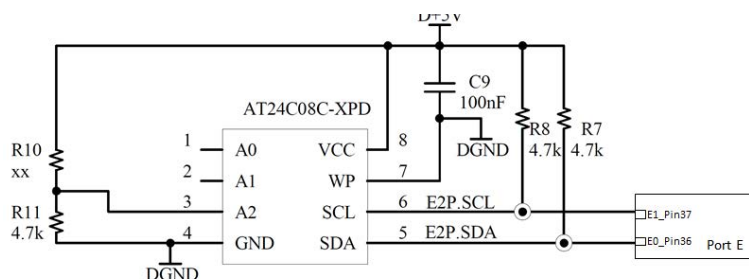 D+5V
C9
100nF
AT24C08C-XPD
R10
xx
R11
4.7k
1
2
3
4
A0
A1
A2
GND
VCC
WP
SCL
SDA
8
7
6
5
E2P.SCL
E2P.SDA
DGND
R8
4.7k
R7
4.7k
E1_Pin37
E0_Pin36
Port E
DGND